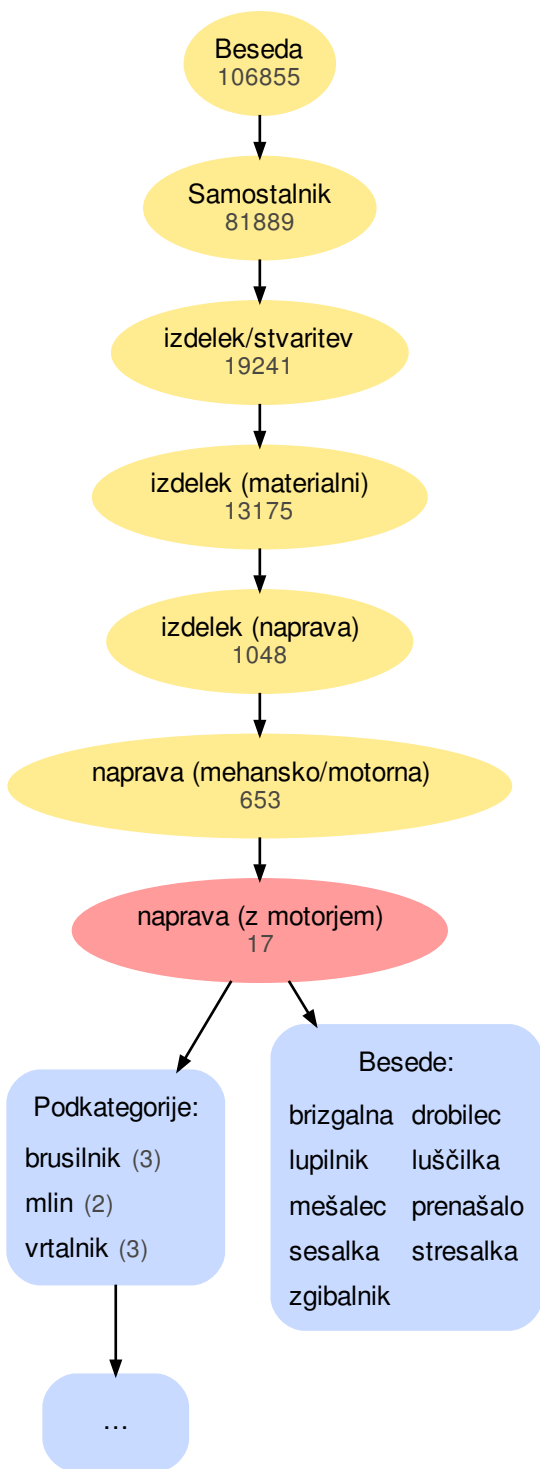 Beseda
106855
Samostalnik
81889
izdelek/stvaritev
19241
izdelek (materialni)
13175
izdelek (naprava)
1048
naprava (mehansko/motorna)
653
naprava (z motorjem)
17
Podkategorije:
brusilnik (3)
mlin (2)
vrtalnik (3)
Besede:
brizgalna drobilec
lupilnik luščilka
mešalec prenašalo
sesalka stresalka
zgibalnik
...